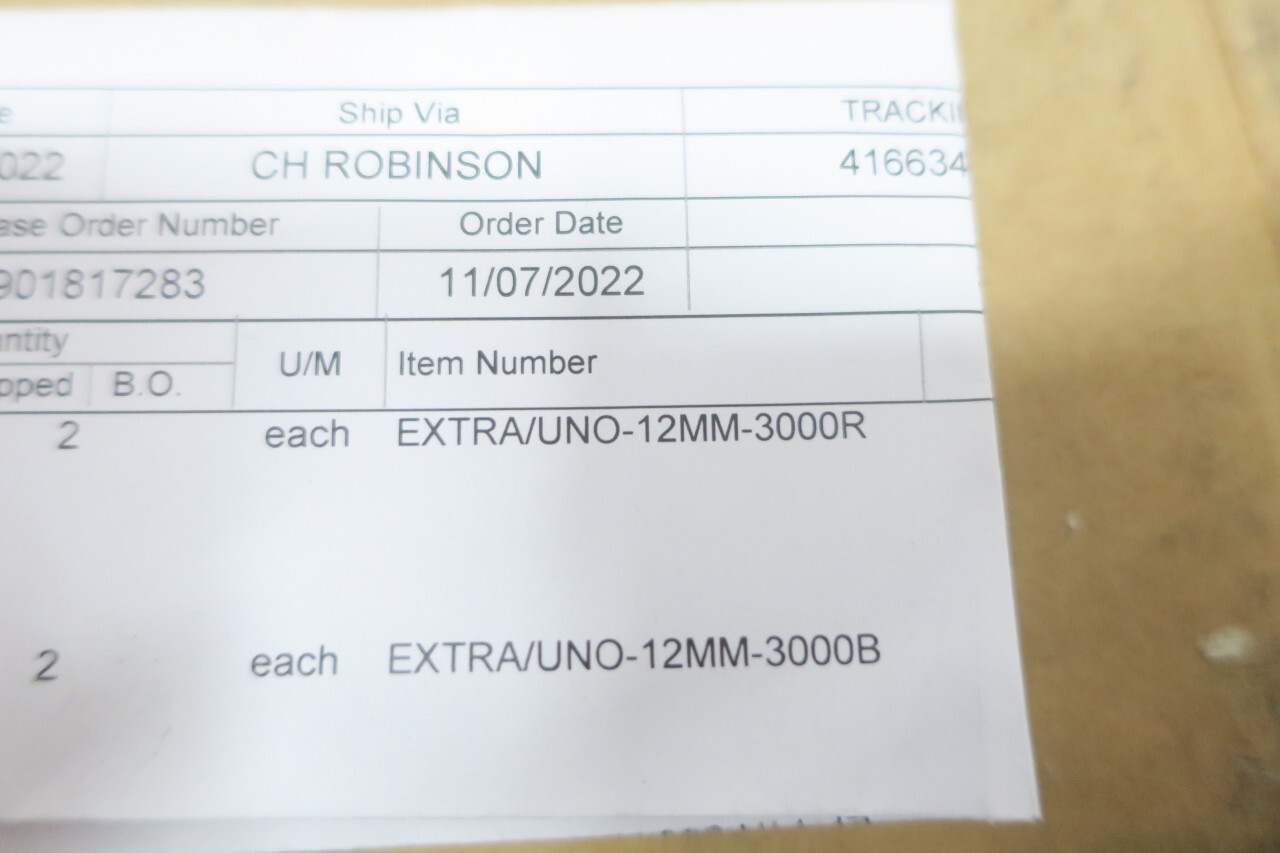 e Ship Via TRACKI
022 CH ROBINSON 416634
ase Order Number Order Date
901817283 11/07/2022
ntity
U/M Item Number
pped B.O.
2 each EXTRA/UNO-12MM-3000R
2 each EXTRA/UNO-12MM-3000B